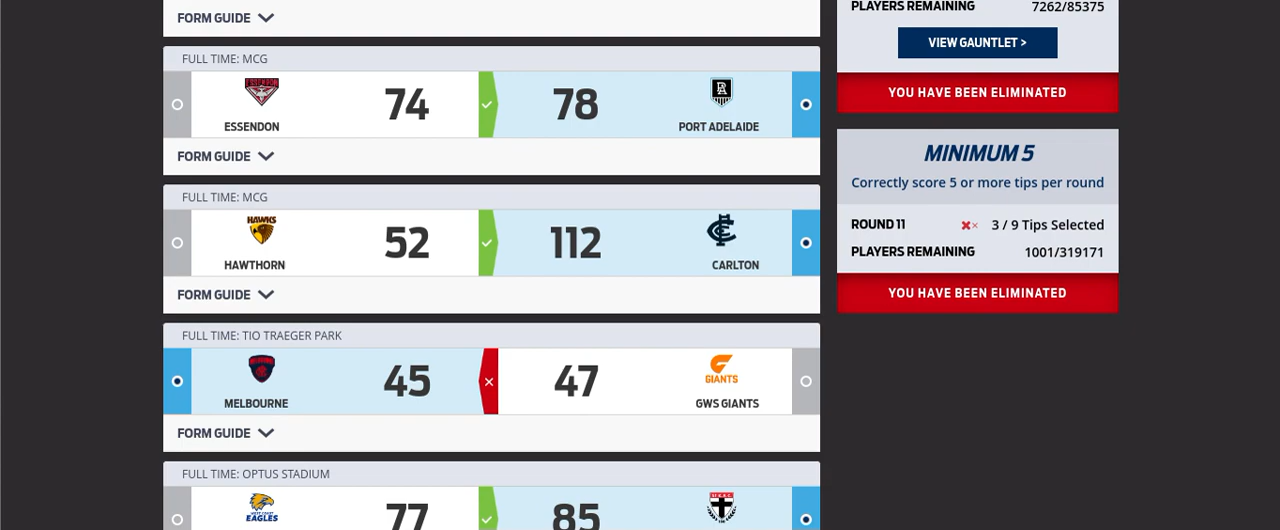 FORM GUIDE
FULL TIME: MCG
ESSENDON
74
78
PORT ADELAIDE
FORM GUIDE
FULL TIME: MCG
HAWKS
HAWTHORN
52
112
CARLTON
FORM GUIDE
FULL TIME: TIO TRAEGER PARK
MELBOURNE
45
47
GIANTS
GWS GIANTS
FORM GUIDE
FULL TIME: OPTUS STADIUM
WEST COAST
EAGLES
77
85
PLAYERS REMAINING 7262/85375
VIEW GAUNTLET >
YOU HAVE BEEN ELIMINATED
MINIMUM 5
Correctly score 5 or more tips per round
ROUND 11 3 / 9 Tips Selected
PLAYERS REMAINING 1001/319171
YOU HAVE BEEN ELIMINATED